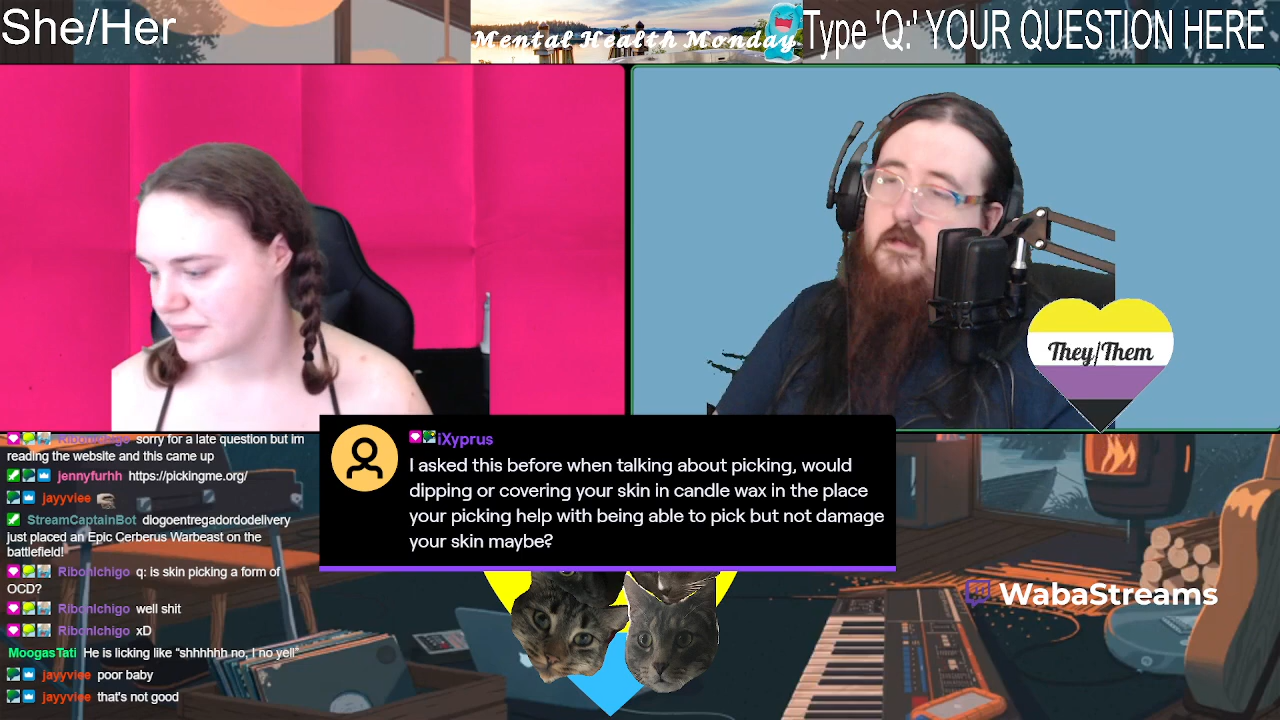 She/Her
Mental Health Monday
Type 'Q:' YOUR QUESTION HERE
They/Them
RibonIchigo sorry for a late question but im
reading the website and this came up
jennyfurhh https://pickingme.org/
jayyviee
StreamCaptainBot dlogoentregadordodelivery
just placed an Epic Cerberus Warbeast on the
battlefield!
RibonIchigo q: is skin picking a form of
OCD?
RibonIchigo well shit
RibonIchigo xD
MoogasTati He is licking like “shhhhhh no, I no yell”
jayyviee poor baby
jayyviee that's not good
iXyprus
I asked this before when talking about picking, would
dipping or covering your skin in candle wax in the place
your picking help with being able to pick but not damage
your skin maybe?
WabaStreams